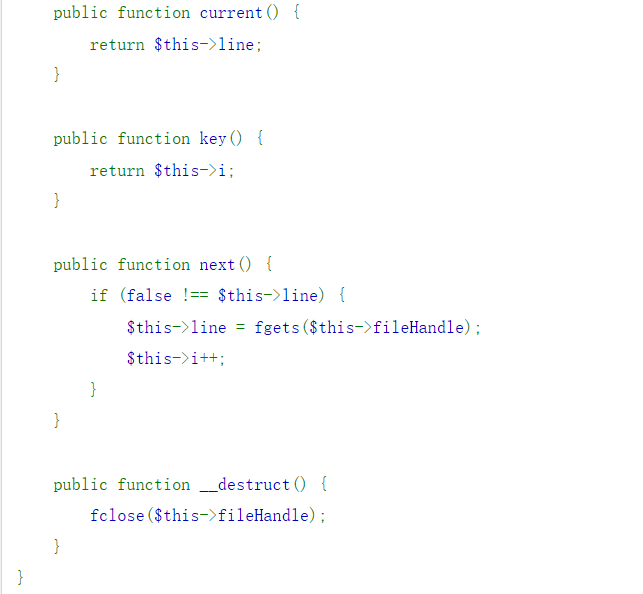 public function current() {
return $this->line;
}
public function key() {
return $this->i;
}
public function next() {
if (false !== $this->line) {
$this->line = fgets($this->fileHandle);
$this->i++;
}
}
public function __destruct() {
fclose($this->fileHandle);
}
}